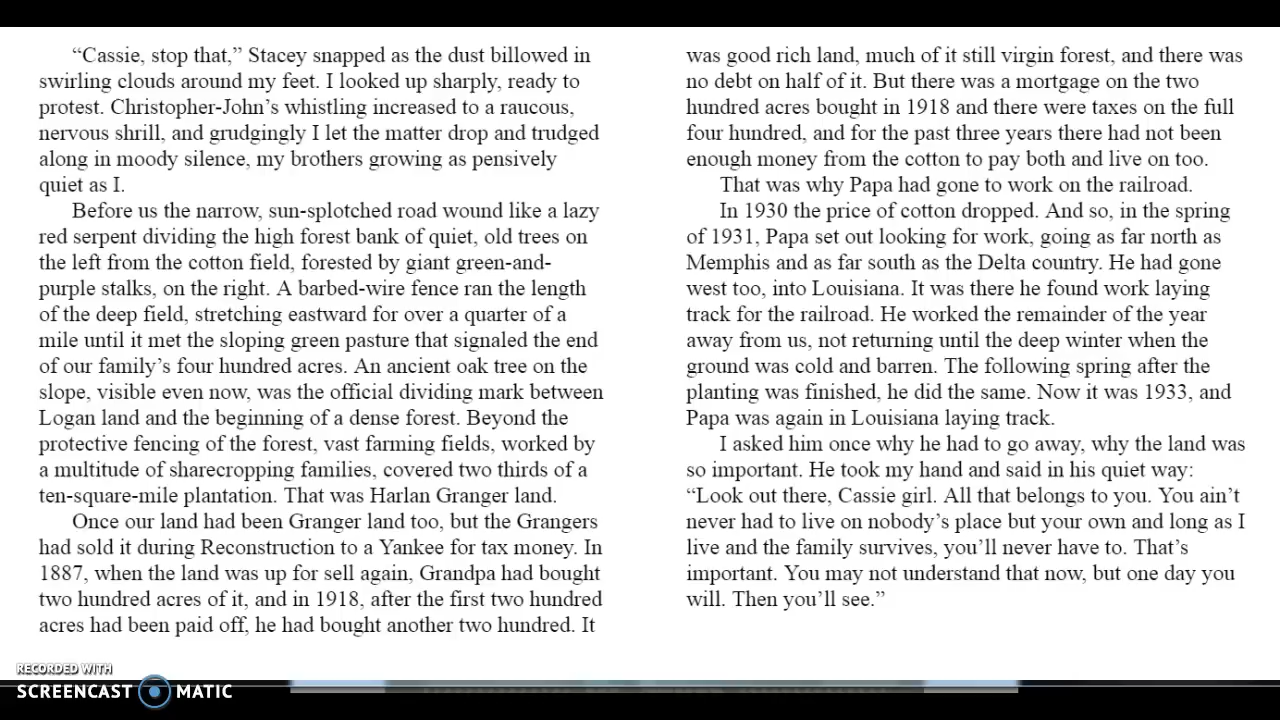 “Cassie, stop that,” Stacey snapped as the dust billowed in
swirling clouds around my feet. I looked up sharply, ready to
protest. Christopher-John’s whistling increased to a raucous,
nervous shrill, and grudgingly I let the matter drop and trudged
along in moody silence, my brothers growing as pensively
quiet as I.
Before us the narrow, sun-splotched road wound like a lazy
red serpent dividing the high forest bank of quiet, old trees on
the left from the cotton field, forested by giant green-and-
purple stalks, on the right. A barbed-wire fence ran the length
of the deep field, stretching eastward for over a quarter of a
mile until it met the sloping green pasture that signaled the end
of our family’s four hundred acres. An ancient oak tree on the
slope, visible even now, was the official dividing mark between
Logan land and the beginning of a dense forest. Beyond the
protective fencing of the forest, vast farming fields, worked by
a multitude of sharecropping families, covered two thirds of a
ten-square-mile plantation. That was Harlan Granger land.
Once our land had been Granger land too, but the Grangers
had sold it during Reconstruction to a Yankee for tax money. In
1887, when the land was up for sell again, Grandpa had bought
two hundred acres of it, and in 1918, after the first two hundred
acres had been paid off, he had bought another two hundred. It
was good rich land, much of it still virgin forest, and there was
no debt on half of it. But there was a mortgage on the two
hundred acres bought in 1918 and there were taxes on the full
four hundred, and for the past three years there had not been
enough money from the cotton to pay both and live on too.
That was why Papa had gone to work on the railroad.
In 1930 the price of cotton dropped. And so, in the spring
of 1931, Papa set out looking for work, going as far north as
Memphis and as far south as the Delta country. He had gone
west too, into Louisiana. It was there he found work laying
track for the railroad. He worked the remainder of the year
away from us, not returning until the deep winter when the
ground was cold and barren. The following spring after the
planting was finished, he did the same. Now it was 1933, and
Papa was again in Louisiana laying track.
I asked him once why he had to go away, why the land was
so important. He took my hand and said in his quiet way:
“Look out there, Cassie girl. All that belongs to you. You ain’t
never had to live on nobody’s place but your own and long as I
live and the family survives, you’ll never have to. That’s
important. You may not understand that now, but one day you
will. Then you’ll see.”
RECORDED WITH
SCREENCAST MATIC